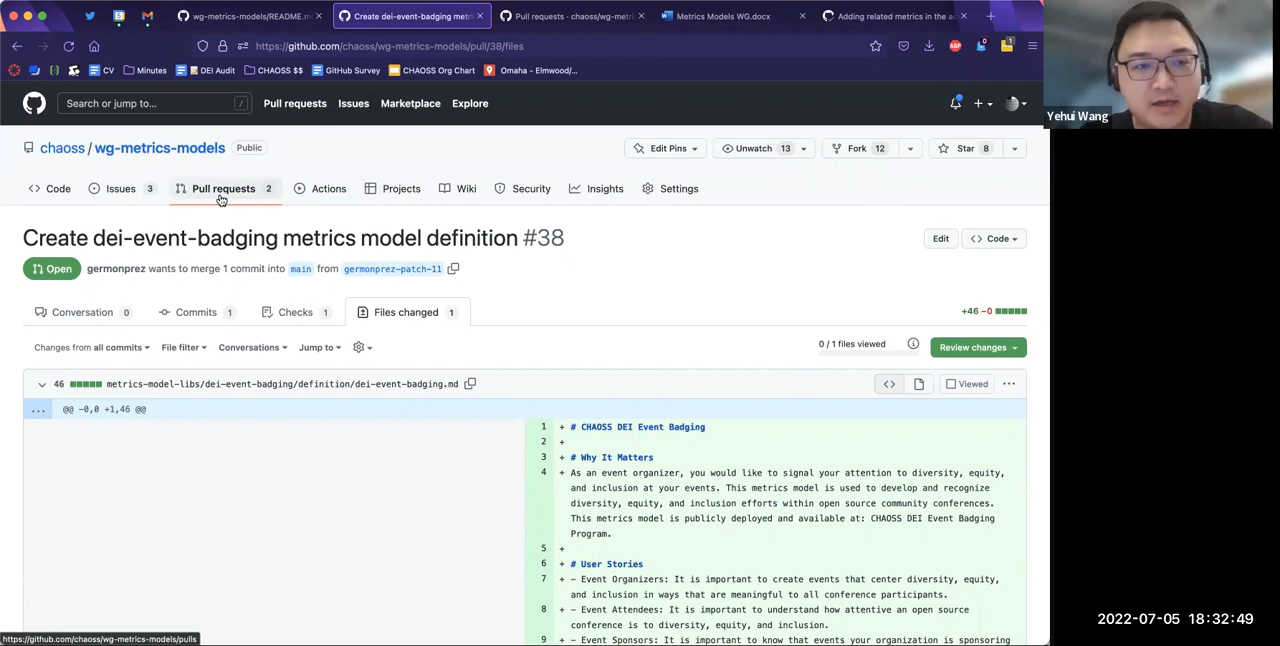 wg-metrics-models/README.m
Create dei-event-badging metri
Pull requests · chaoss/wg-metri
Metrics Models WG.docx
Adding related metrics in the a
https://github.com/chaoss/wg-metrics-models/pull/38/files
CV
Minutes
DEI Audit
CHAOSS $$
GitHub Survey
CHAOSS Org Chart
Omaha - Elmwood/...
Search or jump to...
/
Pull requests
Issues
Marketplace
Explore
Yehui Wang
chaoss / wg-metrics-models
Public
Edit Pins
Unwatch 13
Fork 12
Star 8
Code
Issues 3
Pull requests 2
Actions
Projects
Wiki
Security
Insights
Settings
Create dei-event-badging metrics model definition #38
Edit
Code
Open
germonprez wants to merge 1 commit into main from germonprez-patch-11
Conversation 0
Commits 1
Checks 1
Files changed 1
+46 −0
Changes from all commits
File filter
Conversations
Jump to
0 / 1 files viewed
Review changes
46 metrics-model-libs/dei-event-badging/definition/dei-event-badging.md
Viewed
... @@ -0,0 +1,46 @@
1 + # CHAOSS DEI Event Badging
2 +
3 + # Why It Matters
4 + As an event organizer, you would like to signal your attention to diversity, equity,
and inclusion at your events. This metrics model is used to develop and recognize
diversity, equity, and inclusion efforts within open source community conferences.
This metrics model is publicly deployed and available at: CHAOSS DEI Event Badging
Program.
5 +
6 + # User Stories
7 + - Event Organizers: It is important to create events that center diversity, equity,
and inclusion in ways that are meaningful to all conference participants.
8 + - Event Attendees: It is important to understand how attentive an open source
conference is to diversity, equity, and inclusion.
9 + - Event Sponsors: It is important to know that events your organization is sponsoring
https://github.com/chaoss/wg-metrics-models/pulls
2022-07-05 18:32:49